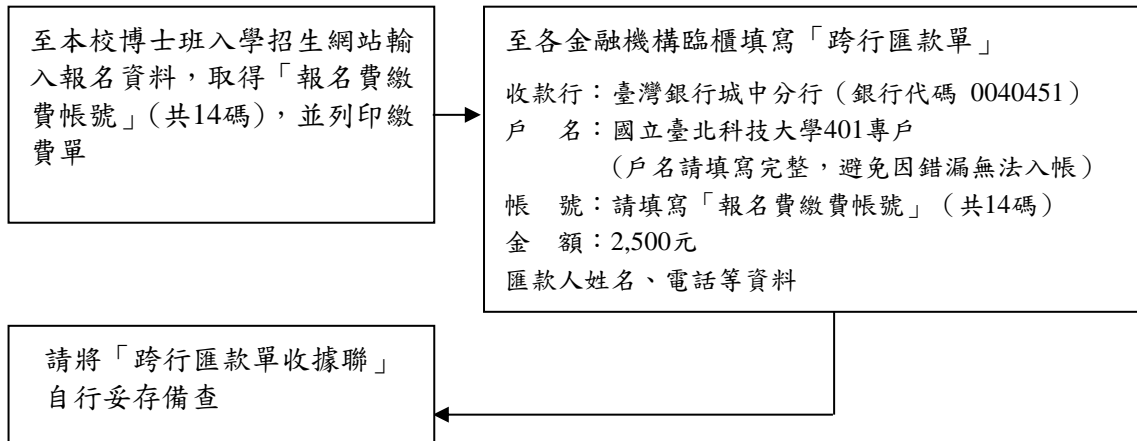 至本校博士班入學招生網站輸
入報名資料，取得「報名費繳
費帳號」（共14碼），並列印繳
費單
至各金融機構臨櫃填寫「跨行匯款單」
收款行：臺灣銀行城中分行（銀行代碼 0040451）
戶　名：國立臺北科技大學401專戶
（戶名請填寫完整，避免因錯漏無法入帳）
帳　號：請填寫「報名費繳費帳號」（共14碼）
金　額：2,500元
匯款人姓名、電話等資料
請將「跨行匯款單收據聯」
自行妥存備查